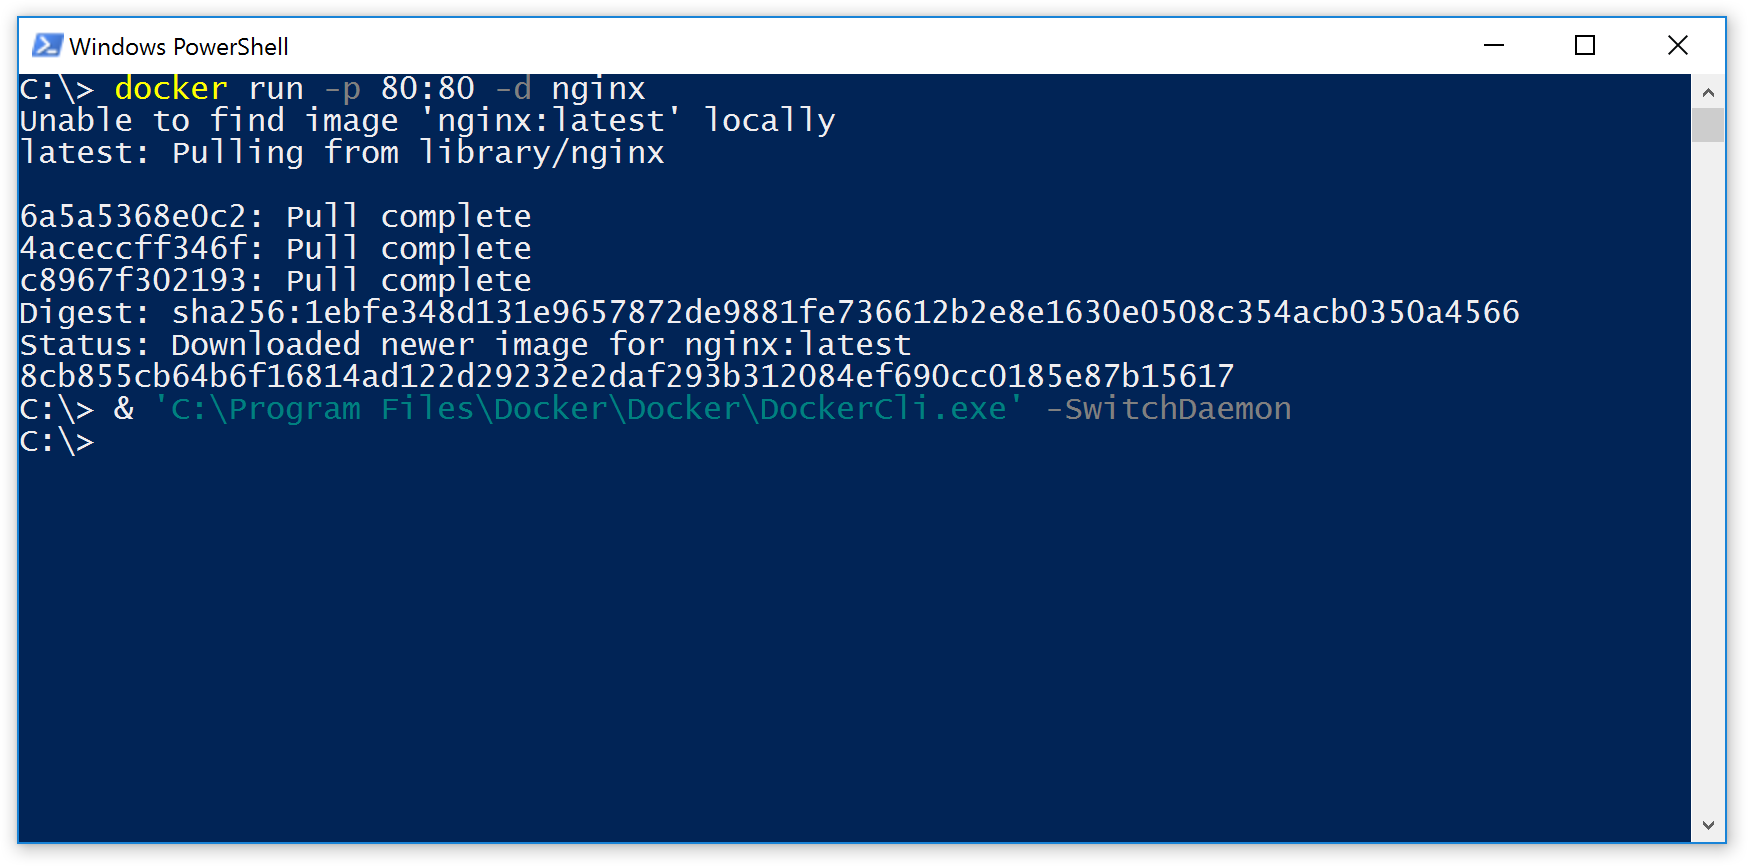 Windows PowerShell
C:\> docker run -p 80:80 -d nginx
Unable to find image 'nginx:latest' locally
latest: Pulling from library/nginx
6a5a5368e0c2: Pull complete
4aceccff346f: Pull complete
c8967f302193: Pull complete
Digest: sha256:1ebfe348d131e9657872de9881fe736612b2e8e1630e0508c354acb0350a4566
Status: Downloaded newer image for nginx:latest
8cb855cb64b6f16814ad122d29232e2daf293b312084ef690cc0185e87b15617
C:\> & 'C:\Program Files\Docker\Docker\DockerCli.exe' -SwitchDaemon
C:\>